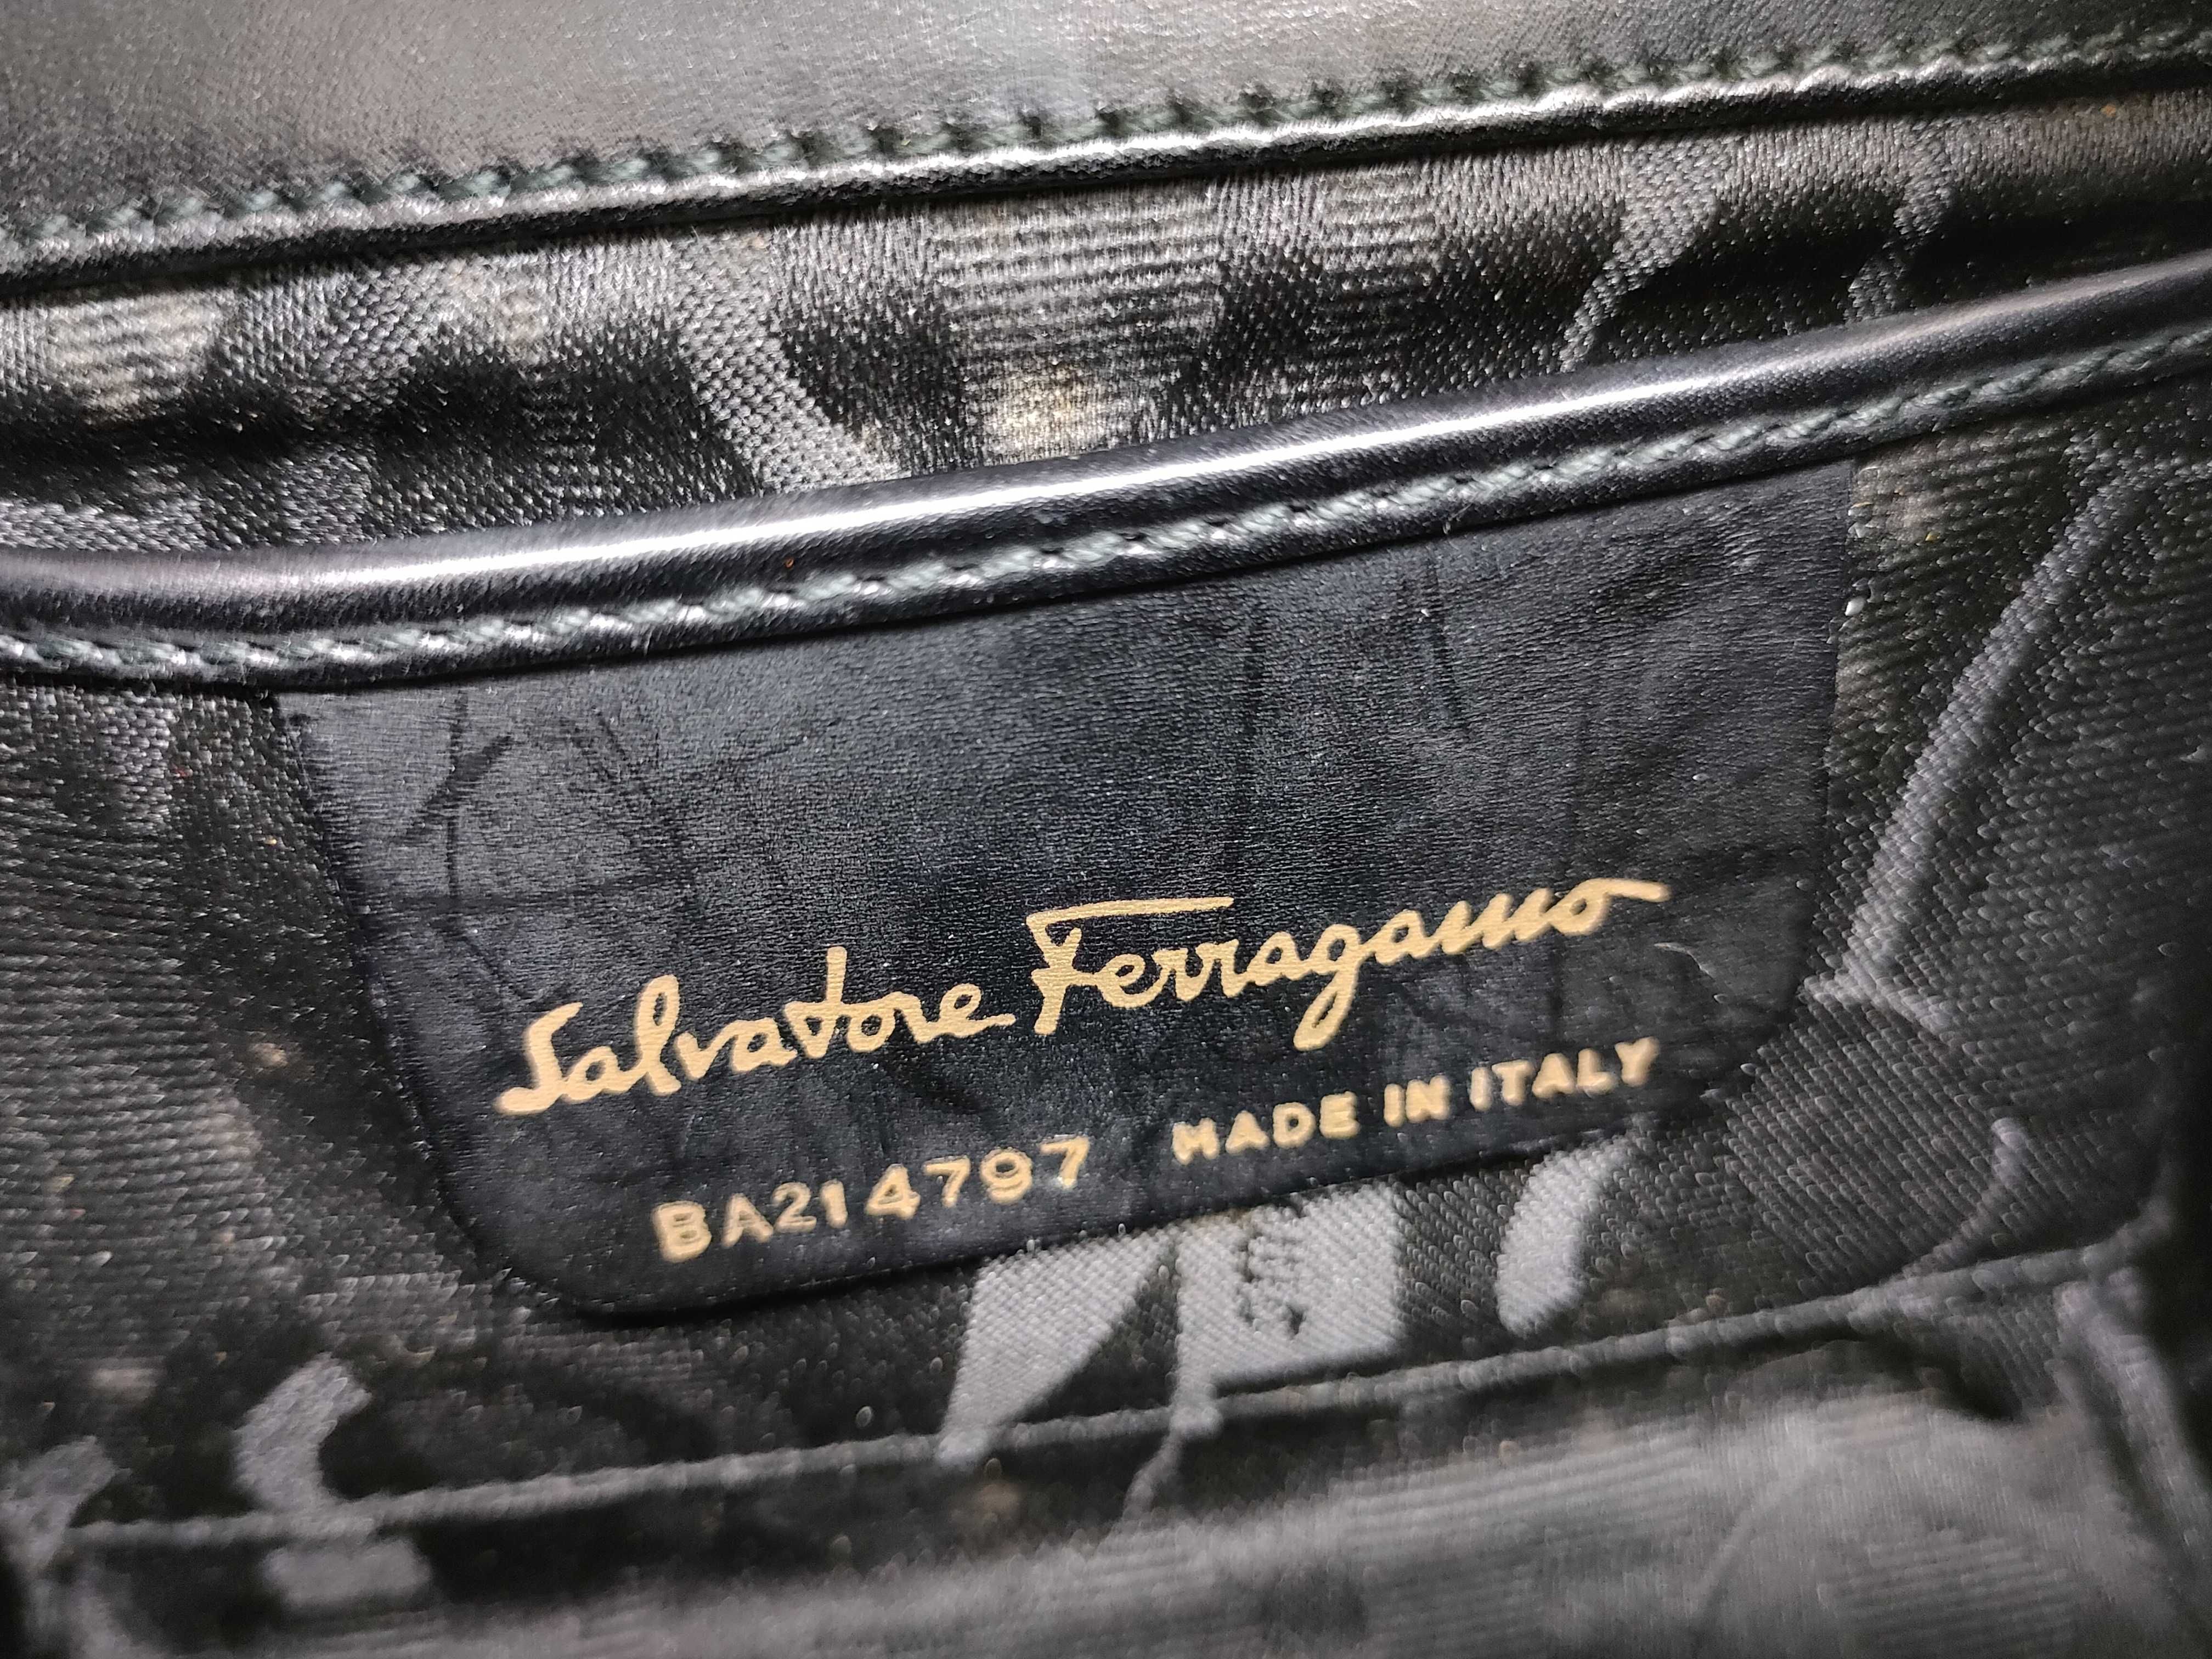 Salvatore Ferragamo
BA214797 MADE IN ITALY